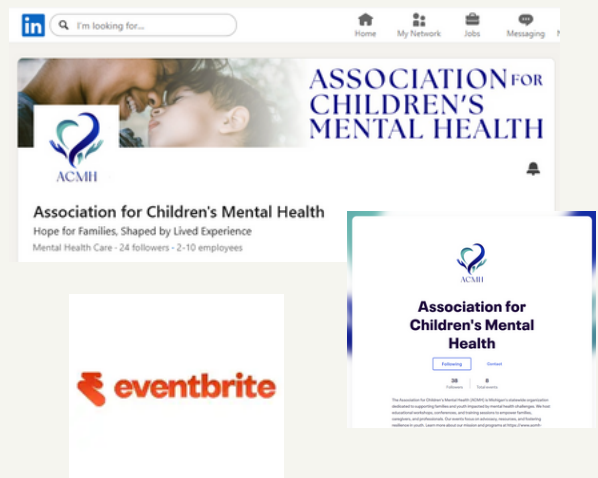 in
I'm looking for...
Home
My Network
Jobs
Messaging
ASSOCIATION FOR
CHILDREN'S
MENTAL HEALTH
ACMH
Association for Children's Mental Health
Hope for Families, Shaped by Lived Experience
Mental Health Care - 24 followers - 2-10 employees
ACMH
Association for
Children's Mental
Health
Following
Contact
38
Followers
8
Total events
The Association for Children's Mental Health (ACMH) is Michigan's statewide organization
dedicated to supporting families and youth impacted by mental health challenges. We host
educational workshops, conferences, and training sessions to empower families,
caregivers, and professionals. Our events focus on advocacy, resources, and fostering
resilience in youth. Learn more about our mission and programs at https://www.acmh-
eventbrite